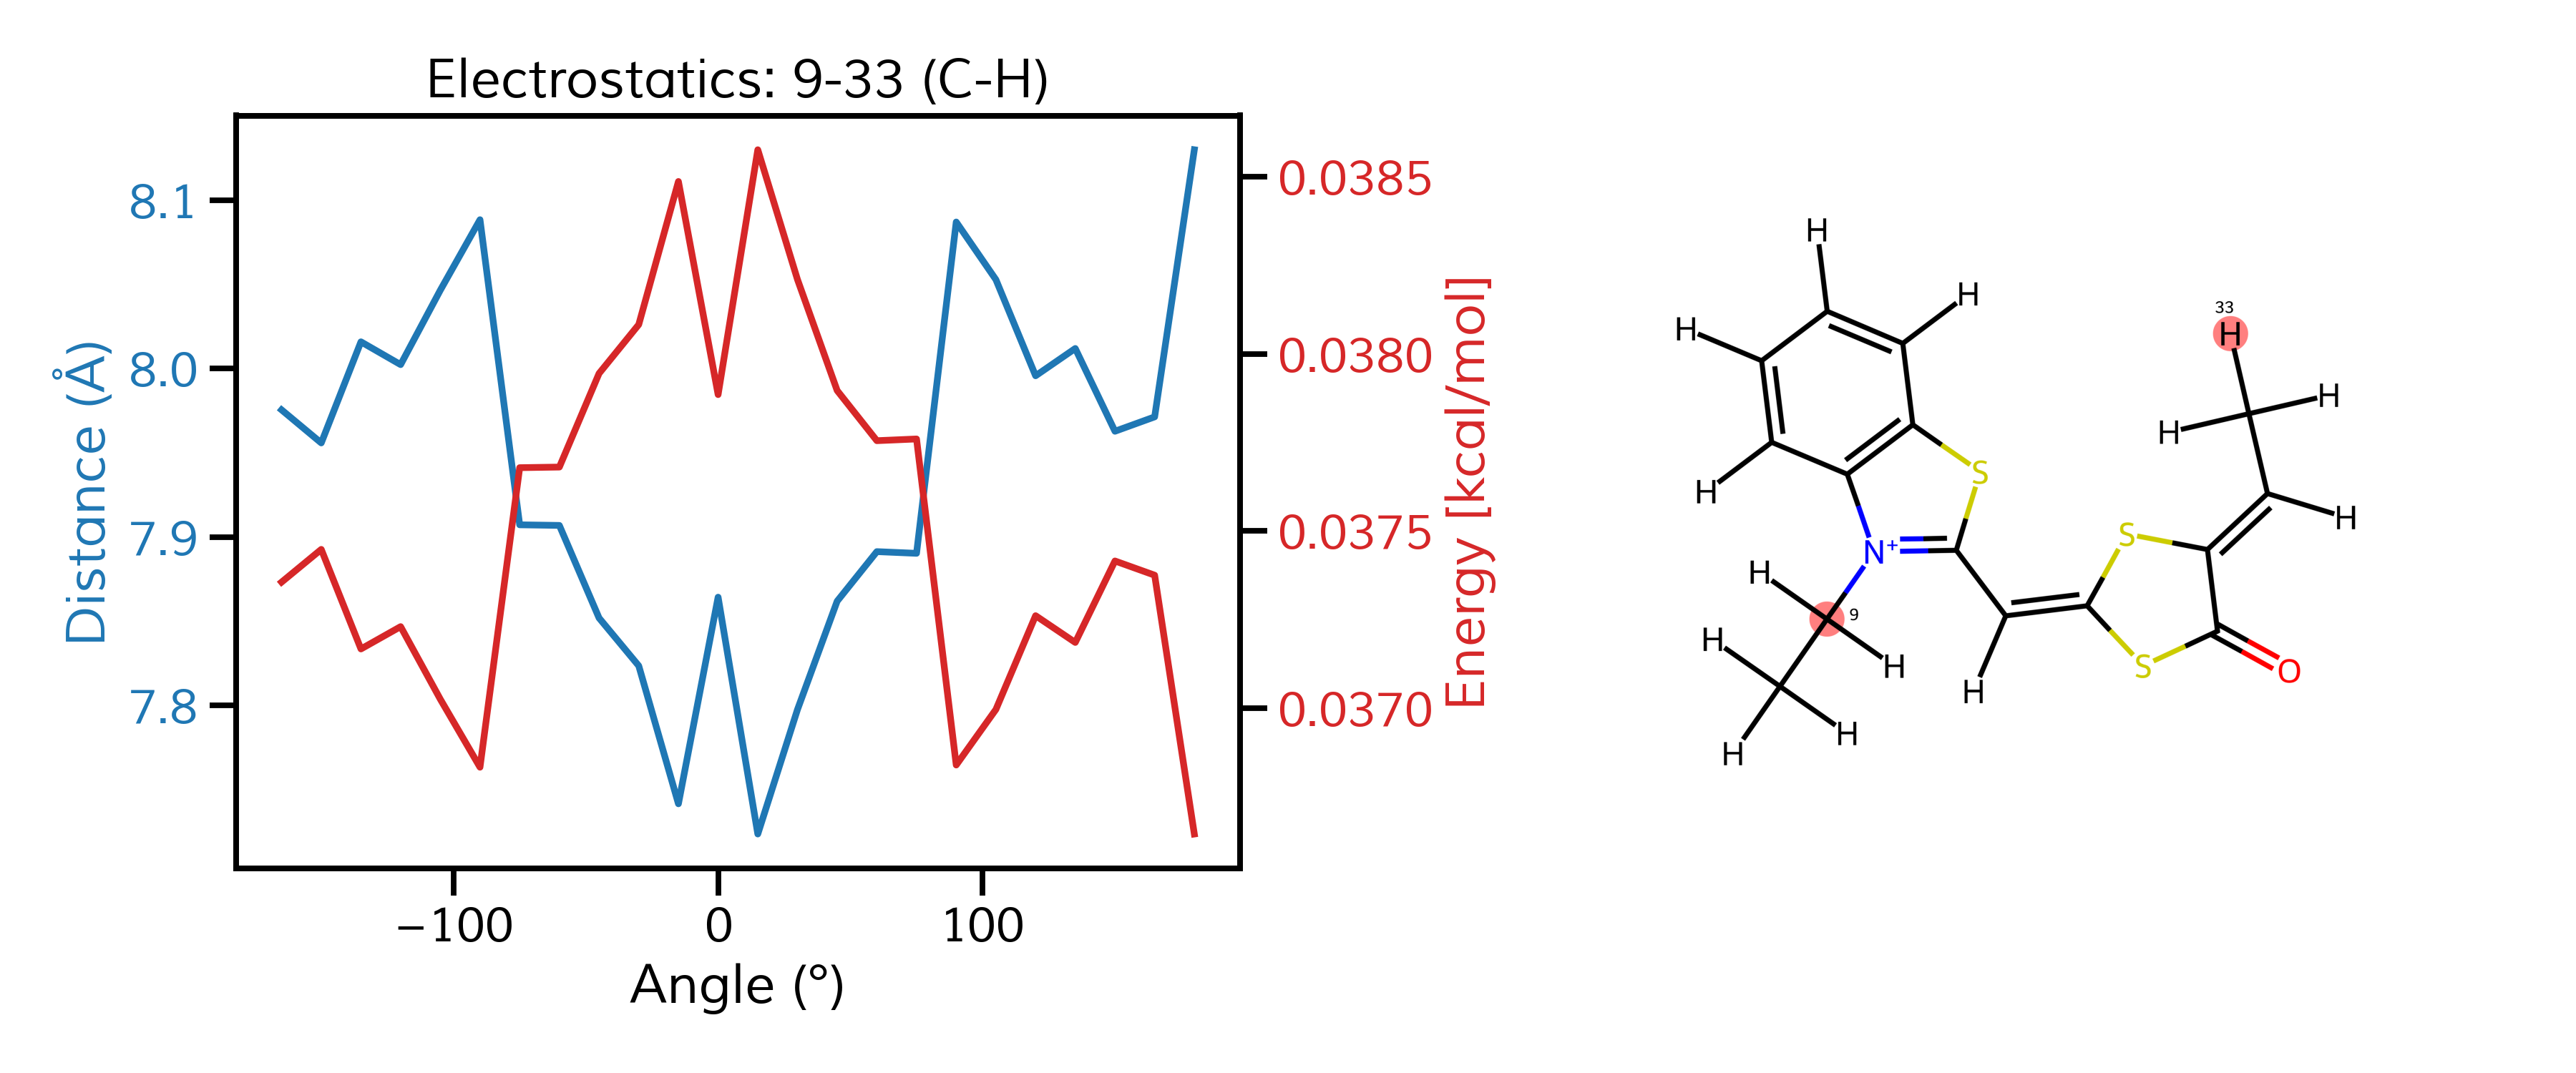 Electrostatics: 9-33 (C-H)
Distance (Å)
8.1
8.0
7.9
7.8
0.0385
0.0380
0.0375
0.0370
Energy [kcal/mol]
−100
0
100
Angle (°)
H
H
33
H
H
H
H
H
S
H
H
S
N+
H
9
H
H
S
O
H
H
H